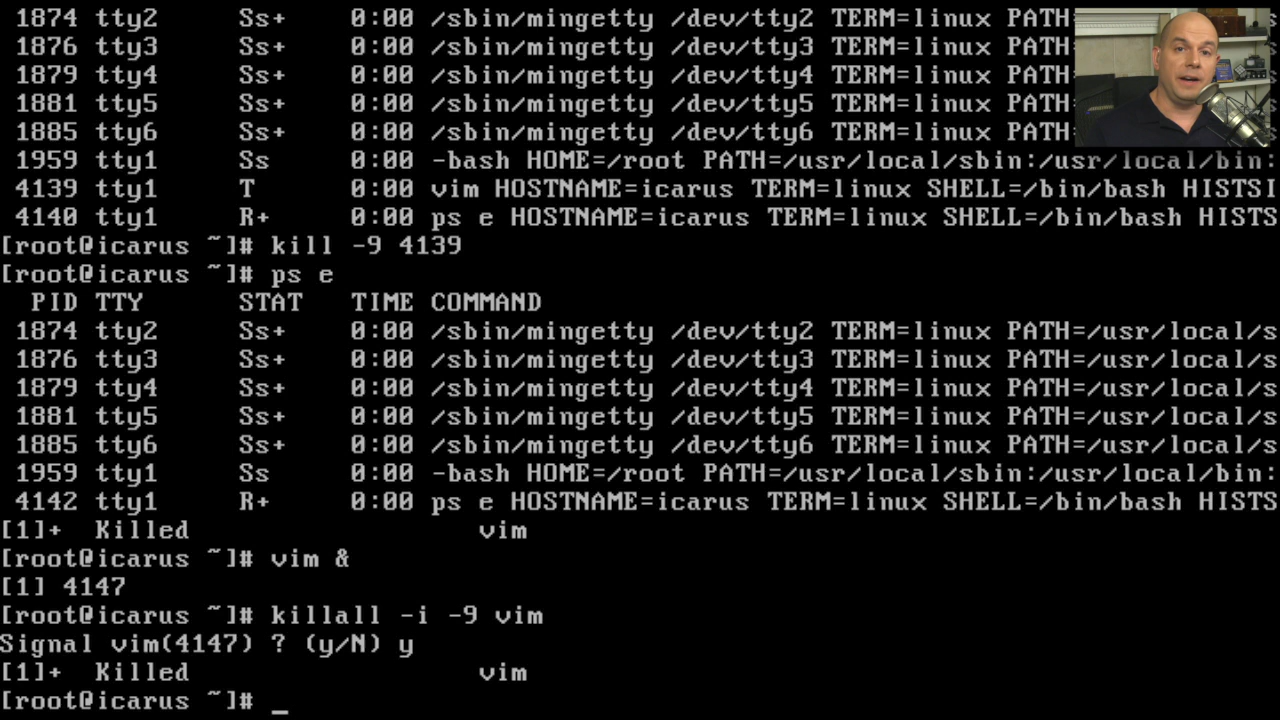 1874 tty2 Ss+ 0:00 /sbin/mingetty /dev/tty2 TERM=linux PATH=
1876 tty3 Ss+ 0:00 /sbin/mingetty /dev/tty3 TERM=linux PATH=
1879 tty4 Ss+ 0:00 /sbin/mingetty /dev/tty4 TERM=linux PATH=
1881 tty5 Ss+ 0:00 /sbin/mingetty /dev/tty5 TERM=linux PATH=
1885 tty6 Ss+ 0:00 /sbin/mingetty /dev/tty6 TERM=linux PATH=
1959 tty1 Ss 0:00 -bash HOME=/root PATH=/usr/local/sbin:/usr/local/bin:
4139 tty1 T 0:00 vim HOSTNAME=icarus TERM=linux SHELL=/bin/bash HISTSI
4140 tty1 R+ 0:00 ps e HOSTNAME=icarus TERM=linux SHELL=/bin/bash HISTS
[root@icarus ~]# kill -9 4139
[root@icarus ~]# ps e
PID TTY STAT TIME COMMAND
1874 tty2 Ss+ 0:00 /sbin/mingetty /dev/tty2 TERM=linux PATH=/usr/local/s
1876 tty3 Ss+ 0:00 /sbin/mingetty /dev/tty3 TERM=linux PATH=/usr/local/s
1879 tty4 Ss+ 0:00 /sbin/mingetty /dev/tty4 TERM=linux PATH=/usr/local/s
1881 tty5 Ss+ 0:00 /sbin/mingetty /dev/tty5 TERM=linux PATH=/usr/local/s
1885 tty6 Ss+ 0:00 /sbin/mingetty /dev/tty6 TERM=linux PATH=/usr/local/s
1959 tty1 Ss 0:00 -bash HOME=/root PATH=/usr/local/sbin:/usr/local/bin:
4142 tty1 R+ 0:00 ps e HOSTNAME=icarus TERM=linux SHELL=/bin/bash HISTS
[1]+ Killed vim
[root@icarus ~]# vim &
[1] 4147
[root@icarus ~]# killall -i -9 vim
Signal vim(4147) ? (y/N) y
[1]+ Killed vim
[root@icarus ~]# _